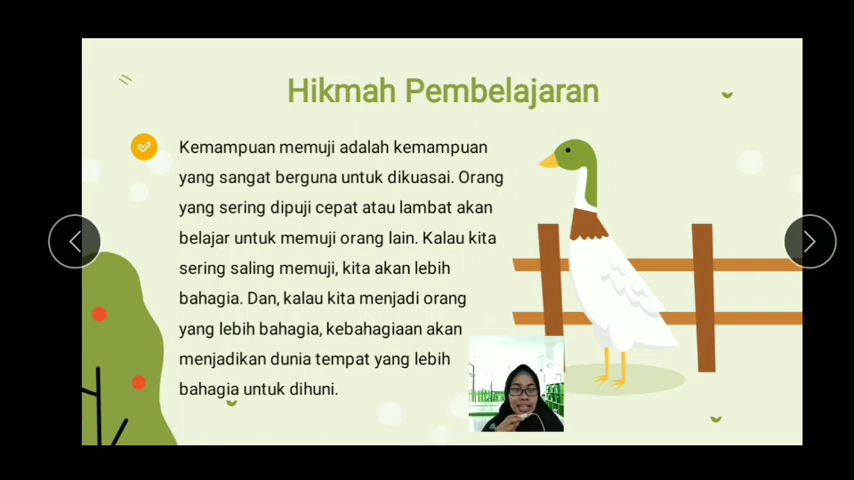 Hikmah Pembelajaran
Kemampuan memuji adalah kemampuan
yang sangat berguna untuk dikuasai. Orang
yang sering dipuji cepat atau lambat akan
belajar untuk memuji orang lain. Kalau kita
sering saling memuji, kita akan lebih
bahagia. Dan, kalau kita menjadi orang
yang lebih bahagia, kebahagiaan akan
menjadikan dunia tempat yang lebih
bahagia untuk dihuni.